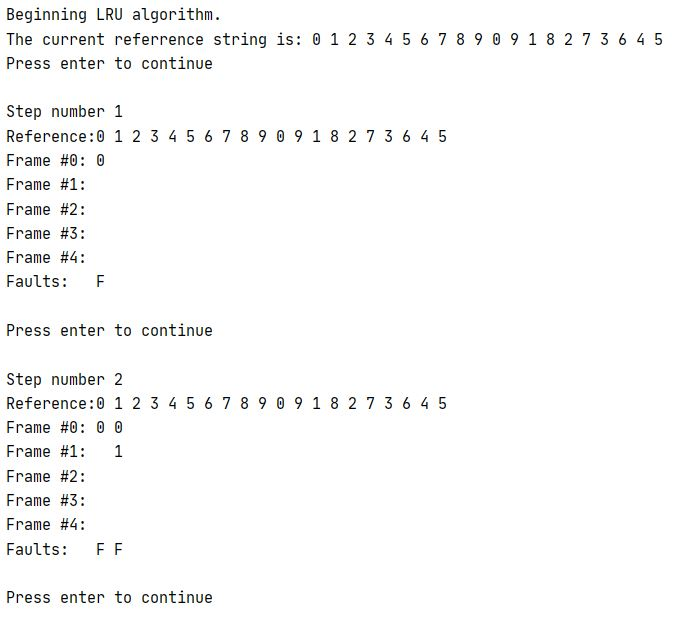 Beginning LRU algorithm.
The current referrence string is: 0 1 2 3 4 5 6 7 8 9 0 9 1 8 2 7 3 6 4 5
Press enter to continue
Step number 1
Reference:0 1 2 3 4 5 6 7 8 9 0 9 1 8 2 7 3 6 4 5
Frame #0: 0
Frame #1:
Frame #2:
Frame #3:
Frame #4:
Faults:   F
Press enter to continue
Step number 2
Reference:0 1 2 3 4 5 6 7 8 9 0 9 1 8 2 7 3 6 4 5
Frame #0: 0 0
Frame #1:   1
Frame #2:
Frame #3:
Frame #4:
Faults:   F F
Press enter to continue